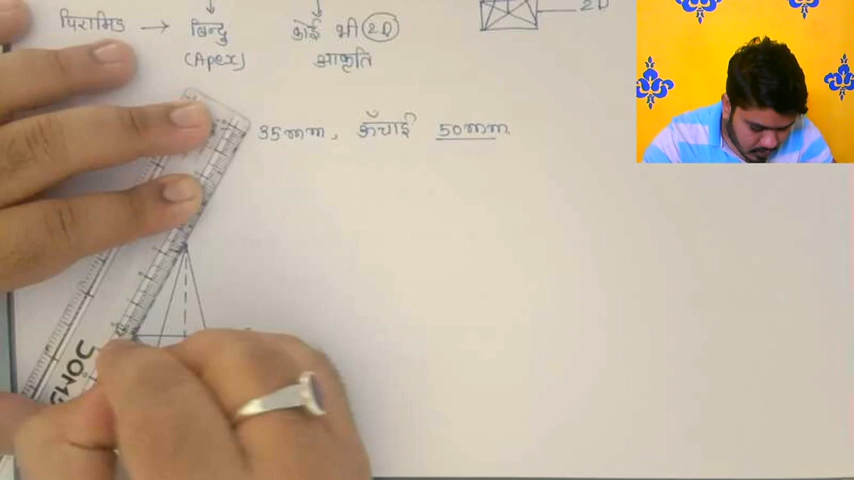 पिरामिड → बिन्दु कोई भी 2D
(Apex) आकृति
2D
35mm, ऊँचाई 50mm.